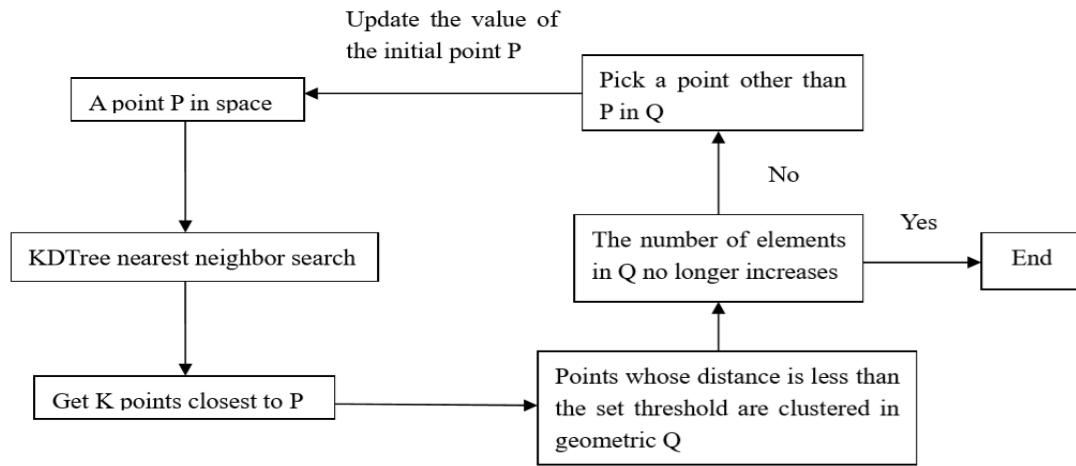 Update the value of
the initial point P
A point P in space
Pick a point other than
P in Q
No
KDTree nearest neighbor search
The number of elements
in Q no longer increases
Yes
End
Get K points closest to P
Points whose distance is less than
the set threshold are clustered in
geometric Q